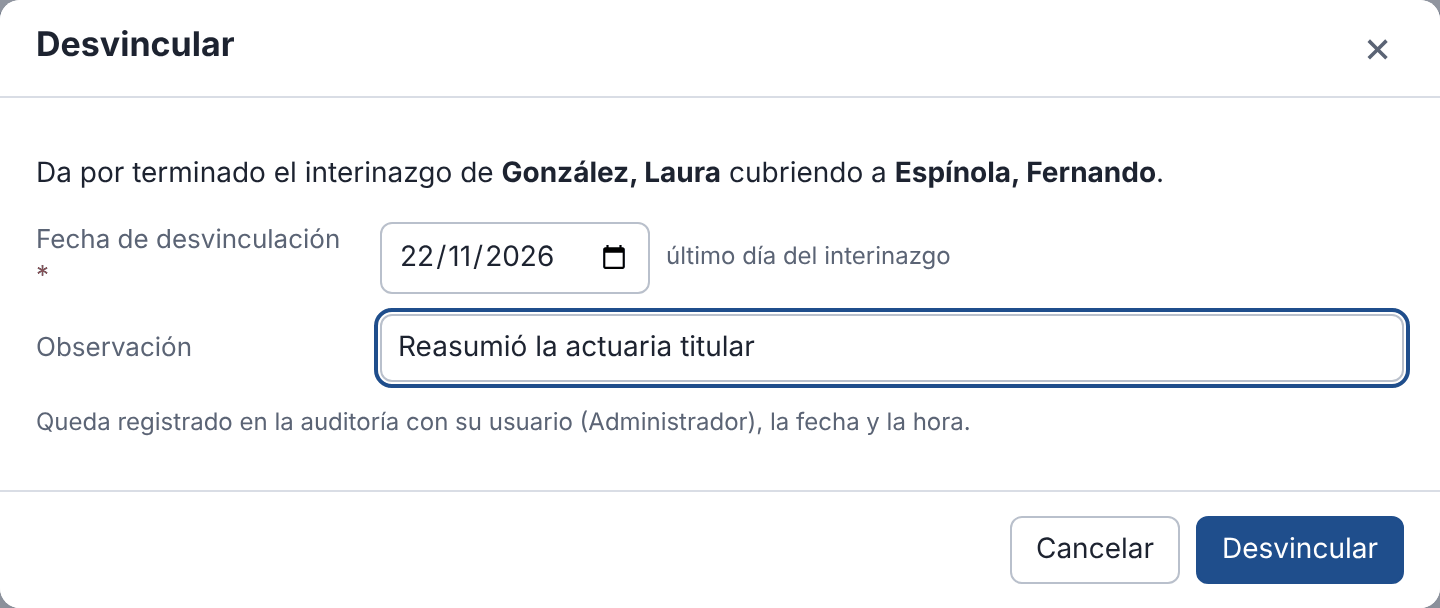 Desvincular
Da por terminado el interinazgo de González, Laura cubriendo a Espínola, Fernando.
Fecha de desvinculación
*
22/11/2026
último día del interinazgo
Observación
Reasumió la actuaria titular
Queda registrado en la auditoría con su usuario (Administrador), la fecha y la hora.
Cancelar
Desvincular